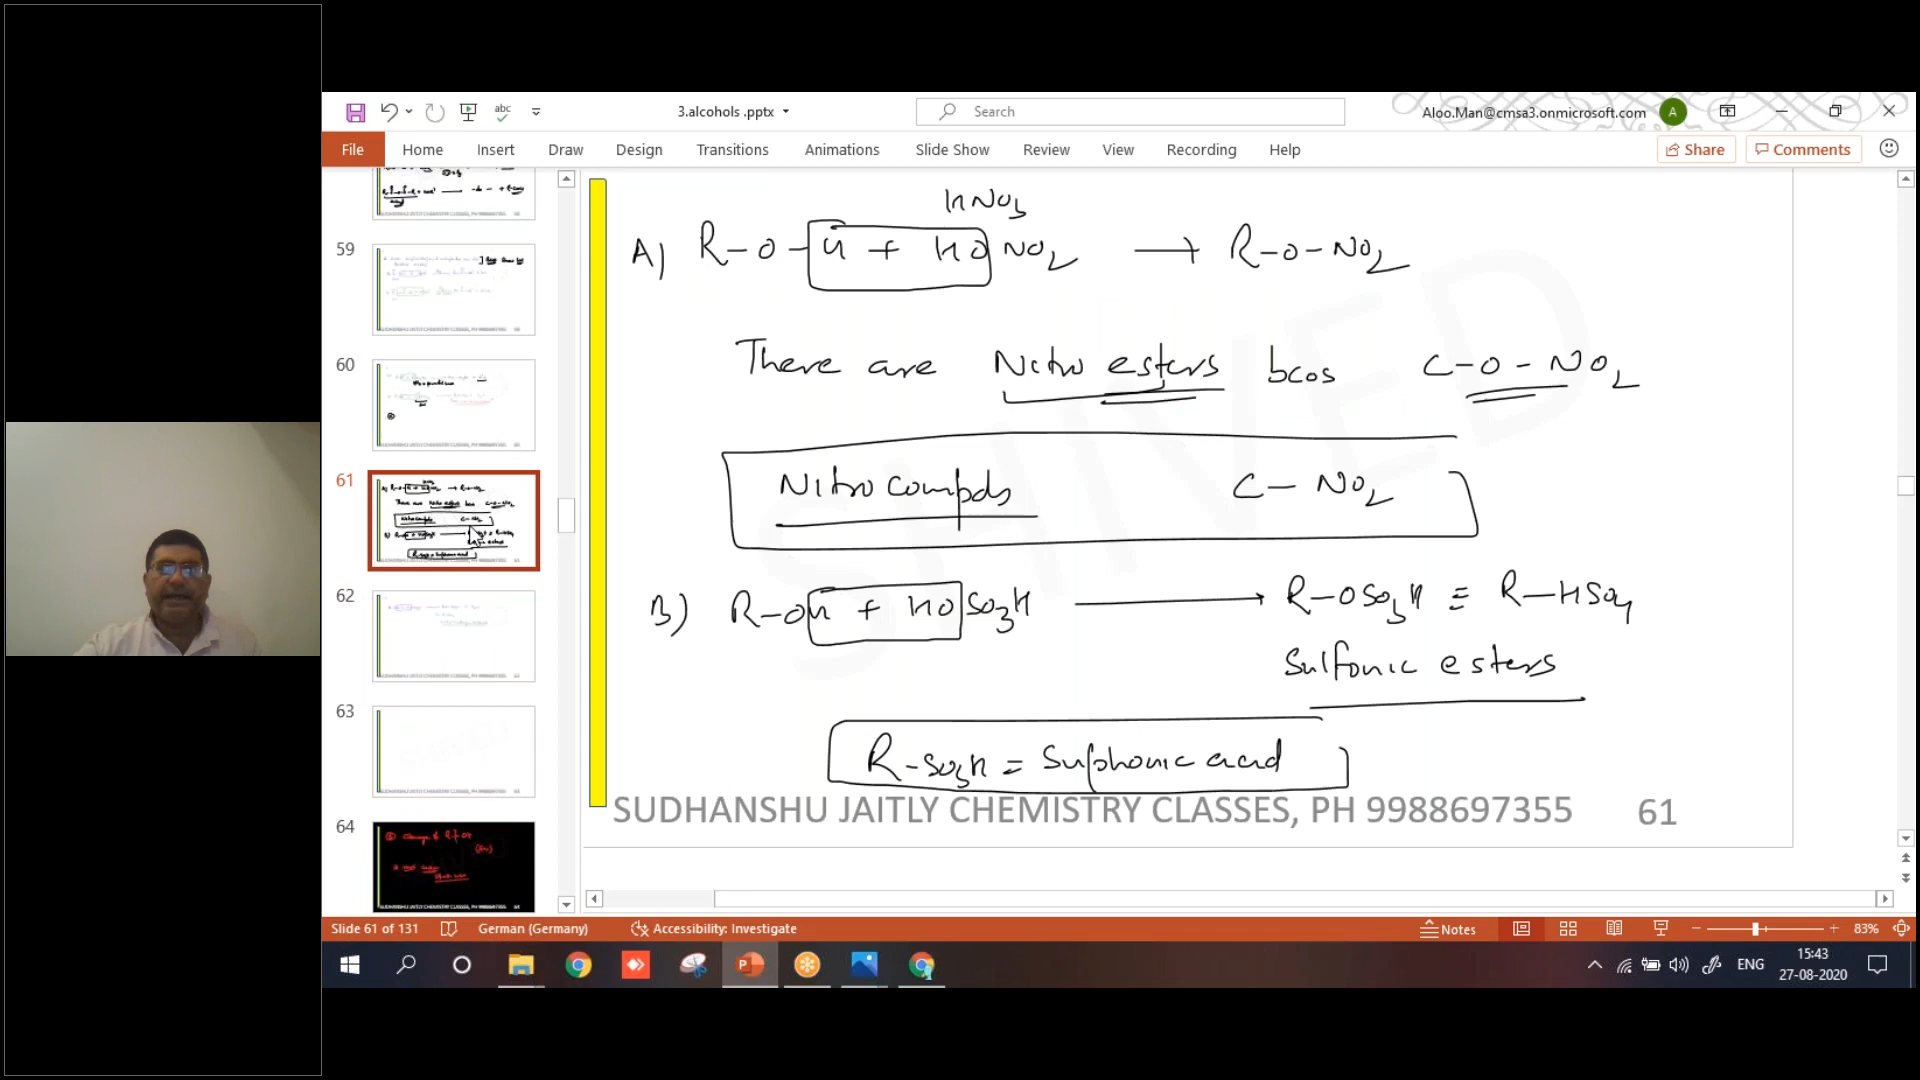 3.alcohols .pptx
Search
Aloo.Man@cmsa3.onmicrosoft.com
A
File Home Insert Draw Design Transitions Animations Slide Show Review View Recording Help
Share Comments
59
60
61
62
63
64
HNO3
A) R-O-H + HO NO2 → R-O-NO2
There are Nitro esters bcos C-O-NO2
Nitro compds C-NO2
B) R-OH + HO SO3H → R-OSO3H ≡ R-HSO4
Sulfonic esters
R-SO3H = Sulphonic acid
SHIVED
SUDHANSHU JAITLY CHEMISTRY CLASSES, PH 9988697355 61
Slide 61 of 131 German (Germany) Accessibility: Investigate Notes 83%
ENG
15:43
27-08-2020